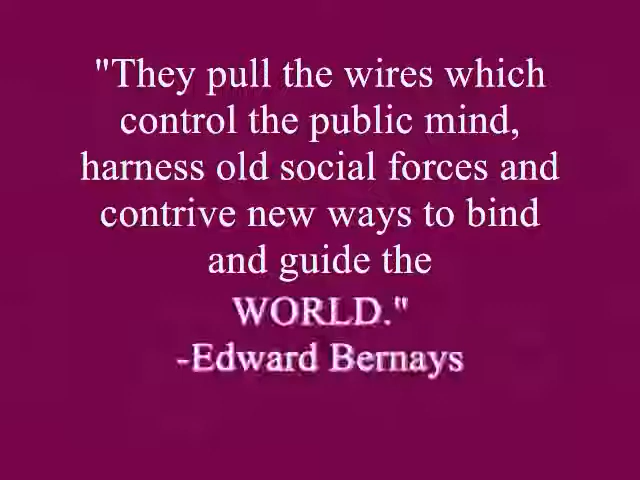 "They pull the wires which
control the public mind,
harness old social forces and
contrive new ways to bind
and guide the
WORLD."
-Edward Bernays